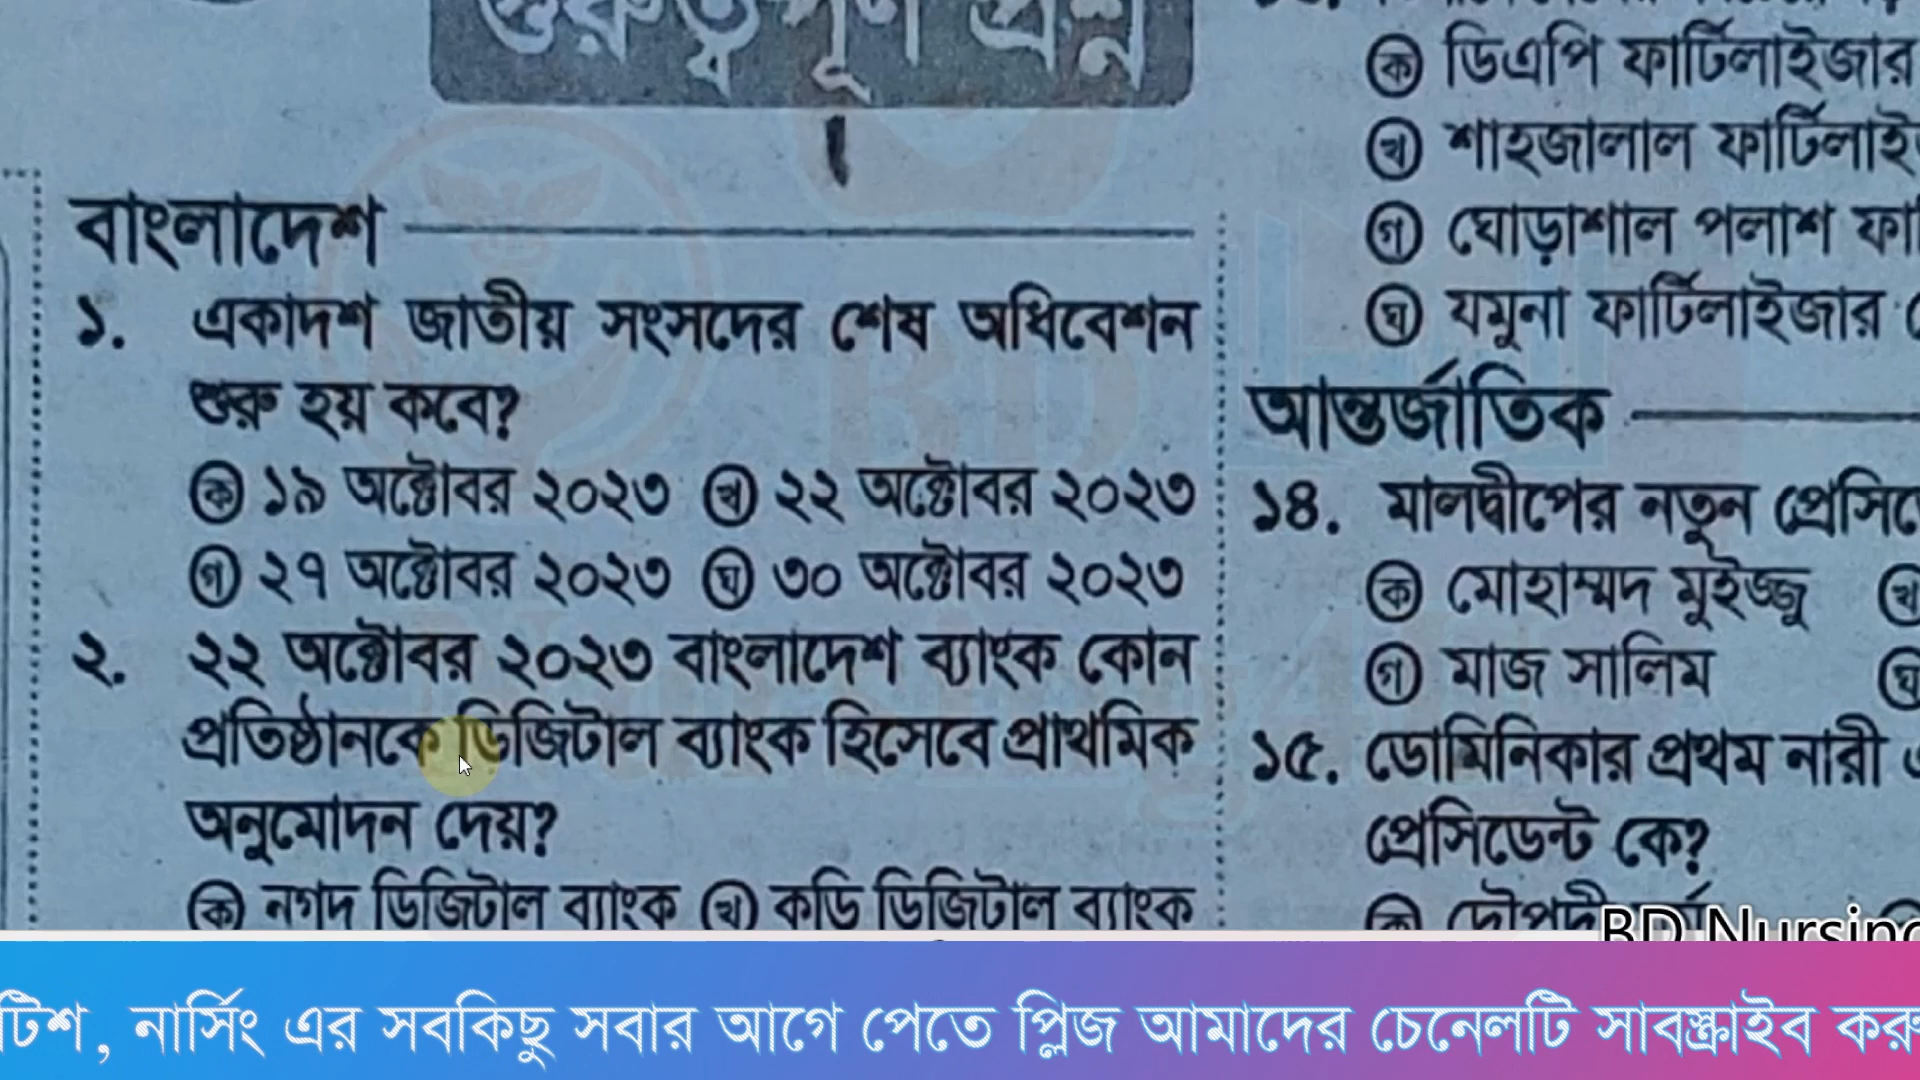 গুরুত্বপূর্ণ প্রশ্ন
বাংলাদেশ
১. একাদশ জাতীয় সংসদের শেষ অধিবেশন
শুরু হয় কবে?
ক ১৯ অক্টোবর ২০২৩ খ ২২ অক্টোবর ২০২৩
গ ২৭ অক্টোবর ২০২৩ ঘ ৩০ অক্টোবর ২০২৩
২. ২২ অক্টোবর ২০২৩ বাংলাদেশ ব্যাংক কোন
প্রতিষ্ঠানকে ডিজিটাল ব্যাংক হিসেবে প্রাথমিক
অনুমোদন দেয়?
ক নগদ ডিজিটাল ব্যাংক খ কড়ি ডিজিটাল ব্যাংক
ক ডিএপি ফার্টিলাইজার
খ শাহজালাল ফার্টিলাই
গ ঘোড়াশাল পলাশ ফা
ঘ যমুনা ফার্টিলাইজার
আন্তর্জাতিক
১৪. মালদ্বীপের নতুন প্রেসি
ক মোহাম্মদ মুইজ্জু খ
গ মাজ সালিম ঘ
১৫. ডোমিনিকার প্রথম নারী
প্রেসিডেন্ট কে?
BD Nursing
টিশ, নার্সিং এর সবকিছু সবার আগে পেতে প্লিজ আমাদের চেনেলটি সাবস্ক্রাইব করু